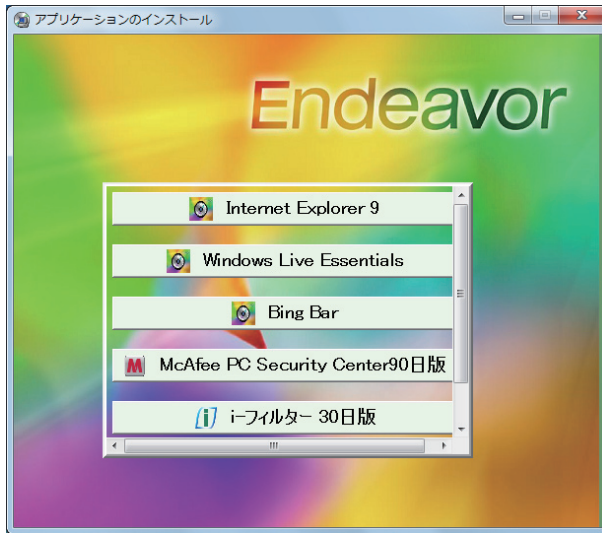 アプリケーションのインストール
Endeavor
Internet Explorer 9
Windows Live Essentials
Bing Bar
McAfee PC Security Center90日版
i-フィルター 30日版